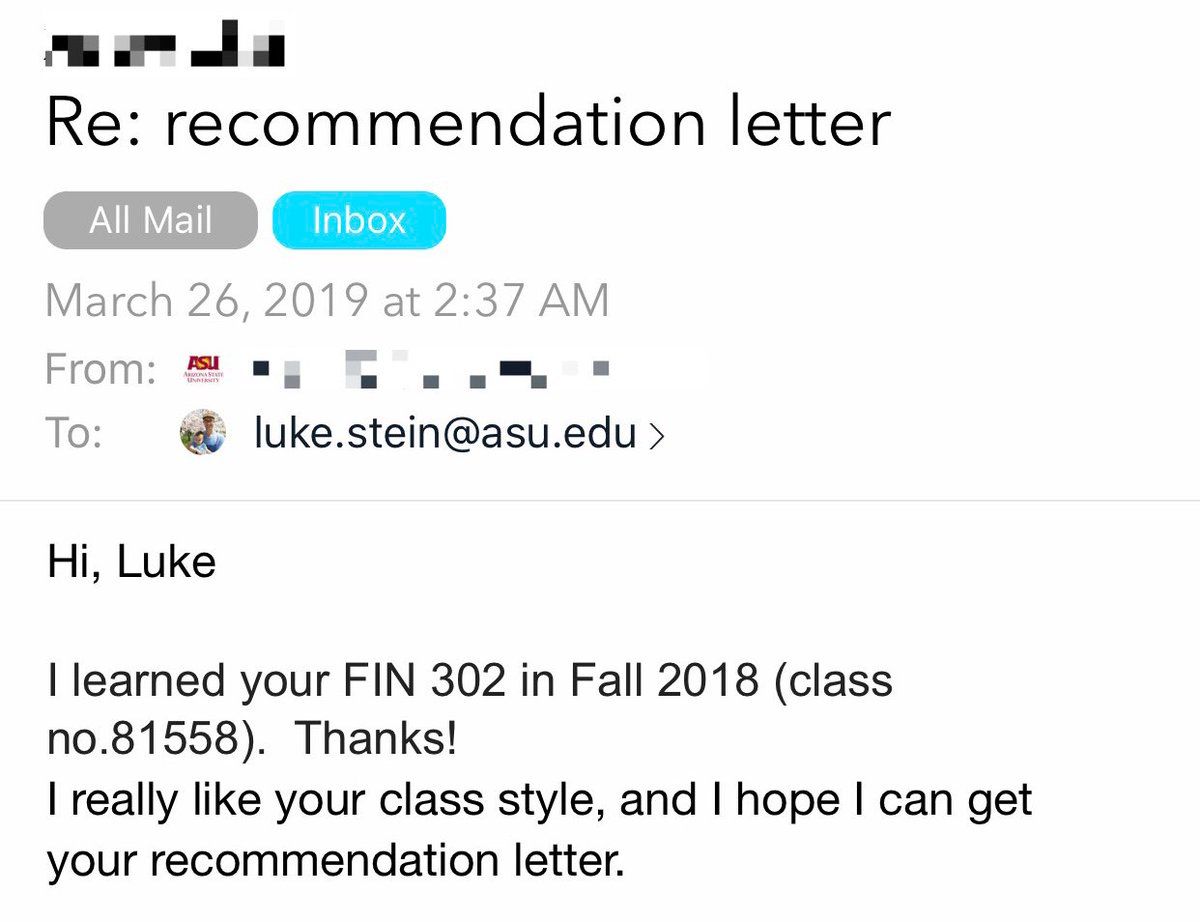 Re: recommendation letter
All Mail Inbox
March 26, 2019 at 2:37 AM
From: ASU ARIZONA STATE UNIVERSITY
To: luke.stein@asu.edu >
Hi, Luke
I learned your FIN 302 in Fall 2018 (class
no.81558).  Thanks!
I really like your class style, and I hope I can get
your recommendation letter.